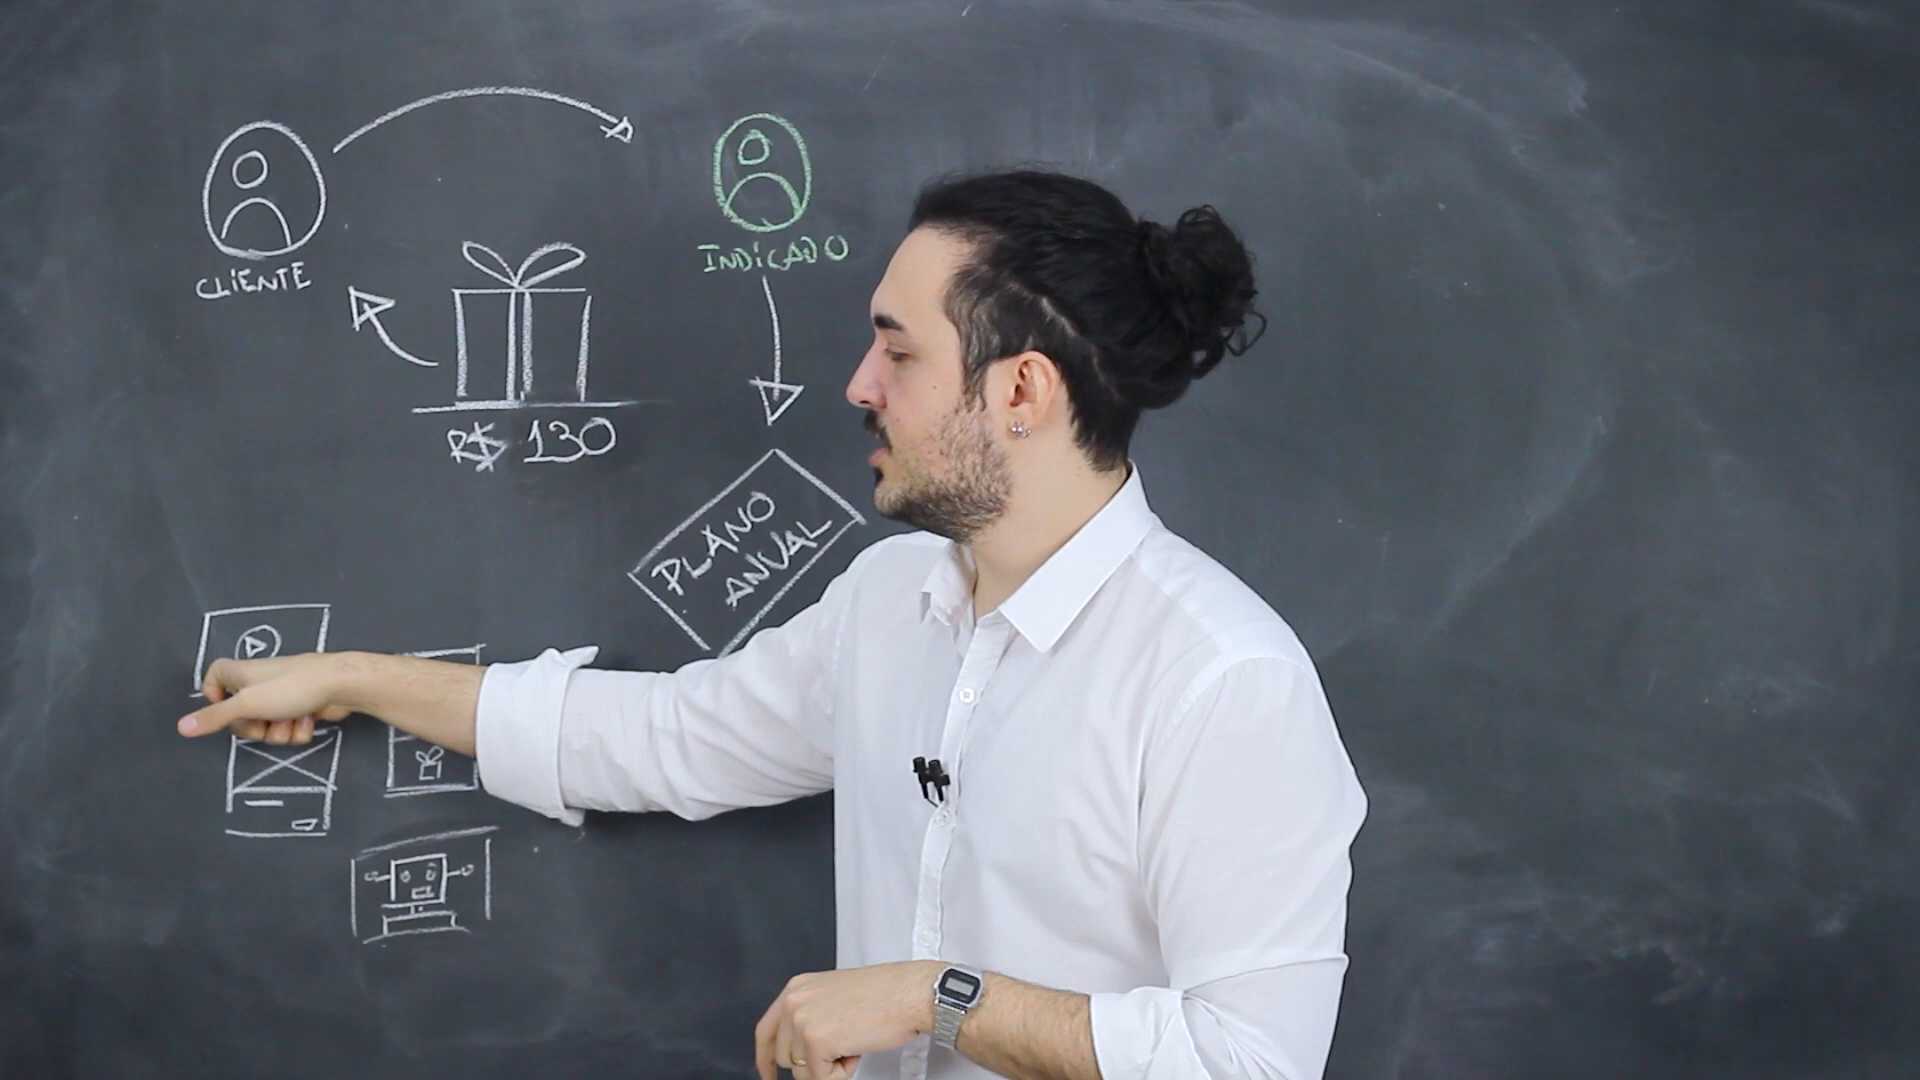 CLIENTE
INDICADO
R$ 130
PLANO
ANUAL